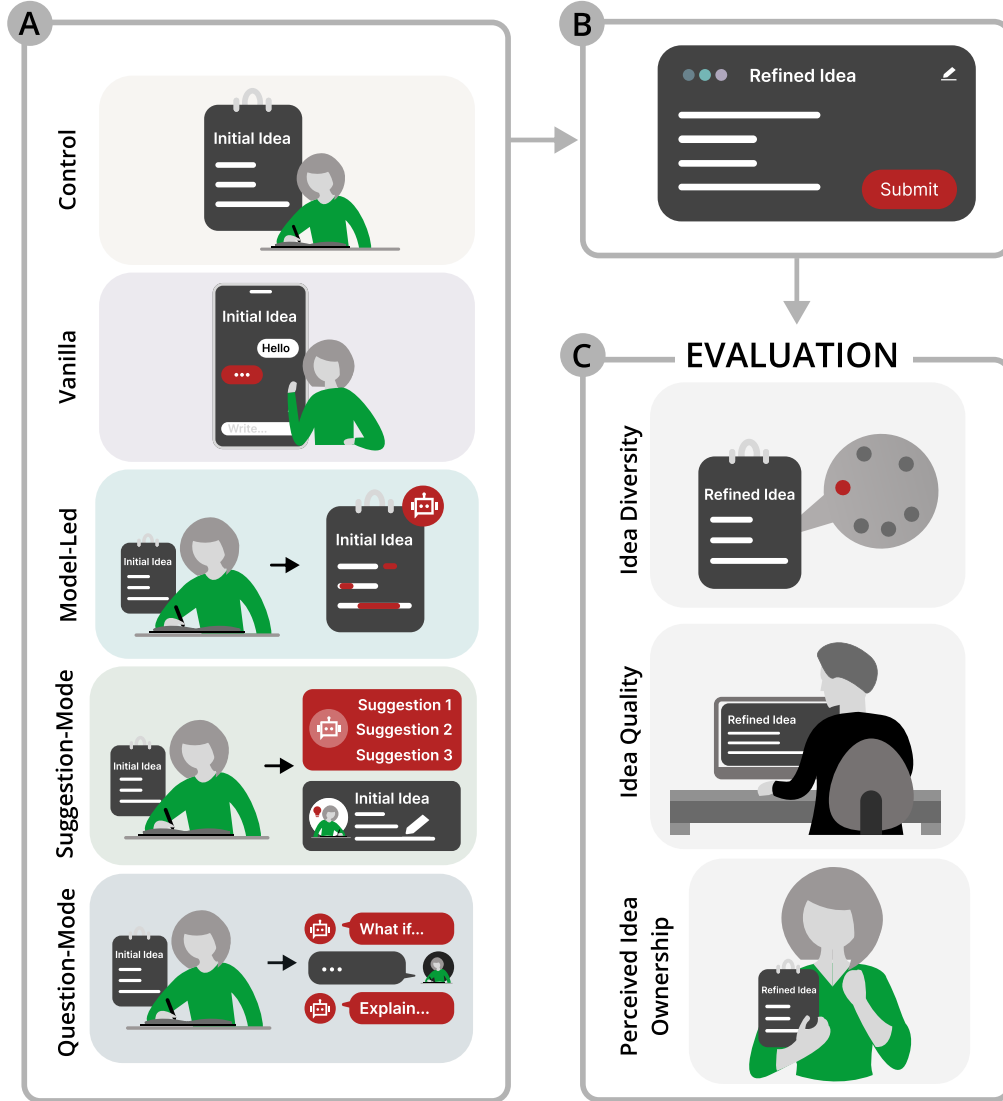 A
Control
Initial Idea
Vanilla
Initial Idea
Hello
Write...
Model-Led
Initial Idea
Initial Idea
Suggestion-Mode
Initial Idea
Suggestion 1
Suggestion 2
Suggestion 3
Initial Idea
Question-Mode
Initial Idea
What if...
Explain...
B
Refined Idea
Submit
C
EVALUATION
Idea Diversity
Refined Idea
Idea Quality
Refined Idea
Perceived Idea
Ownership
Refined Idea